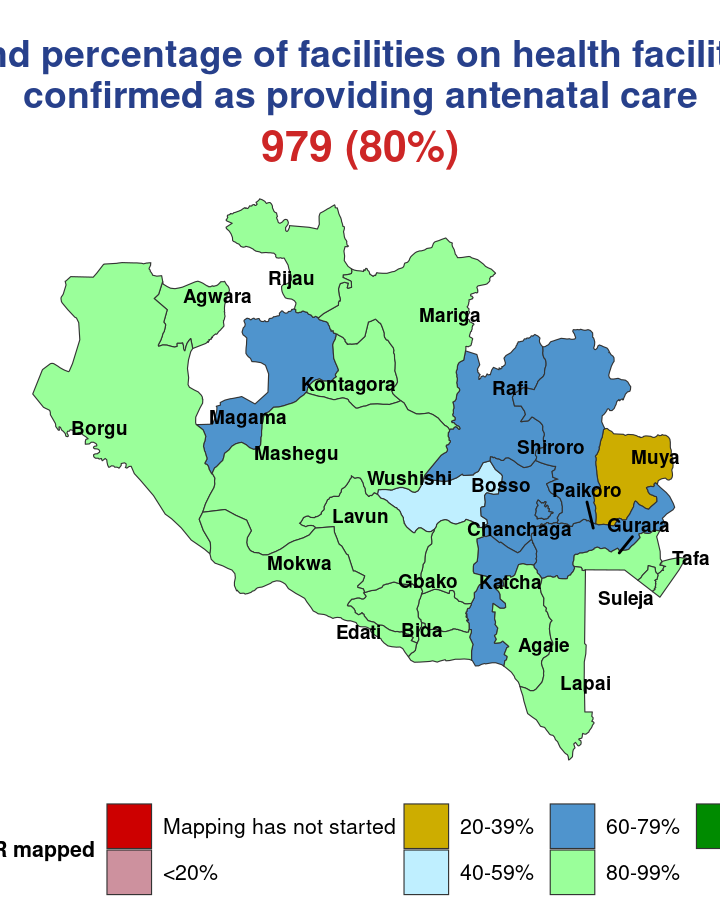 percentage of facilities on health
confirmed as providing antenatal care
979 (80%)
Rijau
Agwara
Mariga
Kontagora
Rafi
Magama
Borgu
Mashegu
Shiroro
Muya
Wushishi
Bosso
Paikoro
Lavun
Chanchaga
Gurara
Mokwa
Tafa
Gbako
Katcha
Suleja
Edati
Bida
Agaie
Lapai
mapped
Mapping has not started
20-39%
60-79%
<20%
40-59%
80-99%